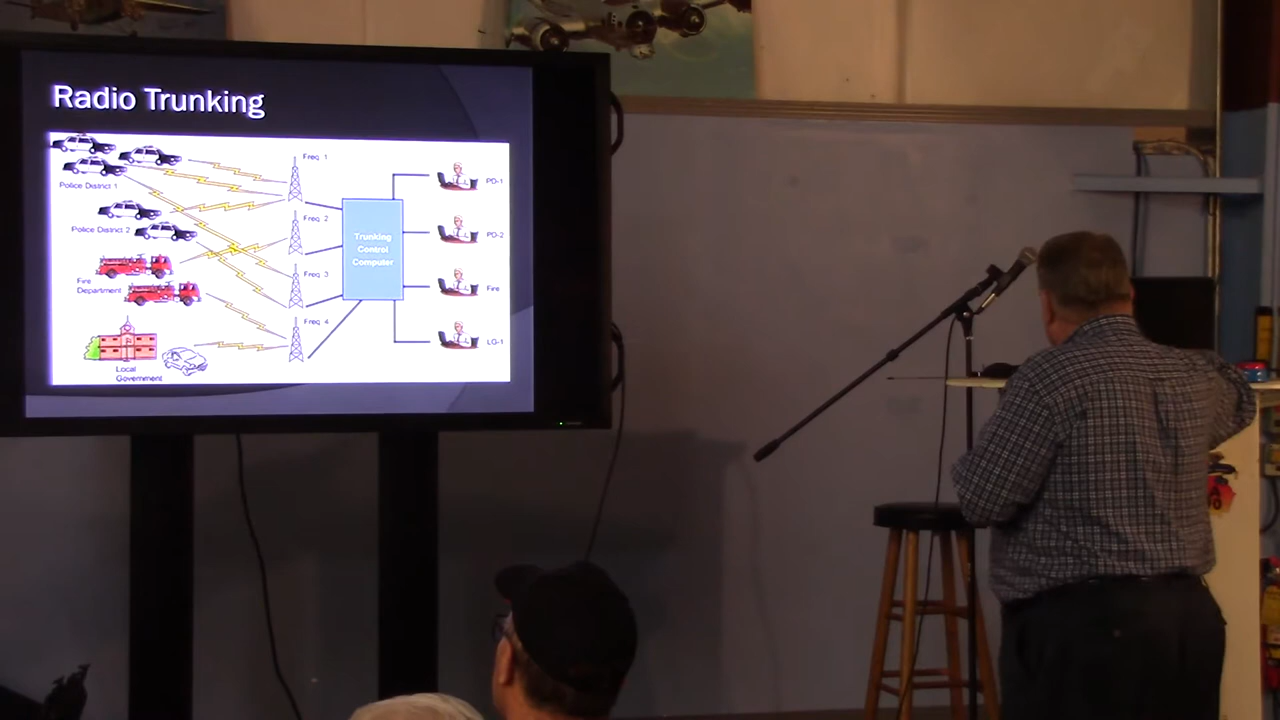 Radio Trunking
Police District 1
Police District 2
Fire
Department
Local
Government
Freq. 1
Freq. 2
Freq. 3
Freq. 4
Trunking
Control
Computer
PD-1
PD-2
Fire
LG-1